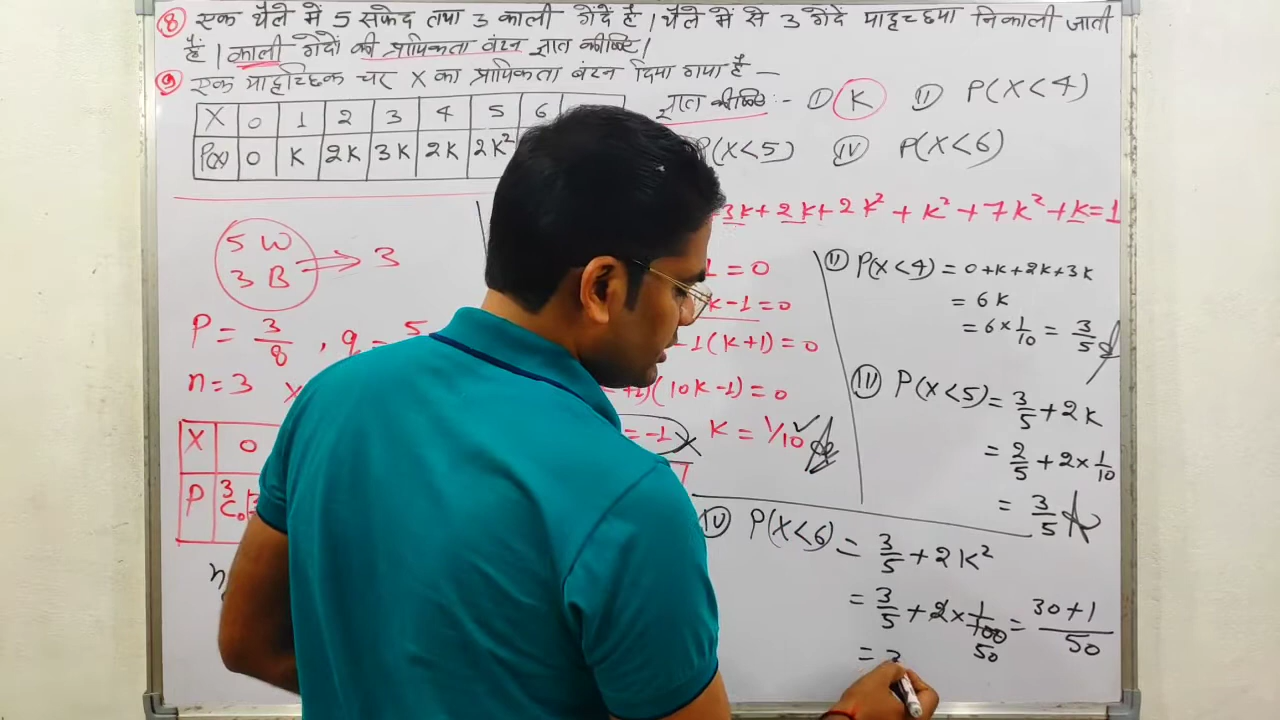 ⑧ एक थैले में 5 सफेद तथा 3 काली गेंदें है । थैले में से 3 गेंदें यादृच्छया निकाली जाती
हैं । काली गेंदों की प्रायिकता बंटन ज्ञात कीजिए ।
⑨ एक यादृच्छिक चर X का प्रायिकता बंटन दिया गया है —
X 0 1 2 3 4 5 6
P(x) 0 K 2K 3K 2K 2K²
ज्ञात कीजिए :- Ⓘ K Ⓘⓘ P(X<4)
P(X<5) Ⓘⓥ P(X<6)
5 W
3 B → 3
P = 3/8 , q = 5
n = 3 X
X 0
P ³C₀
3K + 2K + 2K² + K² + 7K² + K = 1
1 = 0
K - 1 = 0
-1 (K+1) = 0
(10K-1) = 0
= -1 K = 1/10
Ⓘⓘ P(X<4) = 0+K+2K+3K
= 6K
= 6×1/10 = 3/5
P(X<5) = 3/5 + 2K
= 2/5 + 2×1/10
= 3/5
Ⓘⓥ P(X<6) = 3/5 + 2K²
= 3/5 + 2×1/100 = 30+1/50
50
=